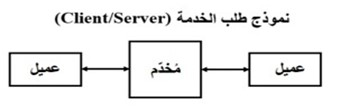 نموذج طلب الخدمة (Client/Server)
عميل مُخدّم عميل